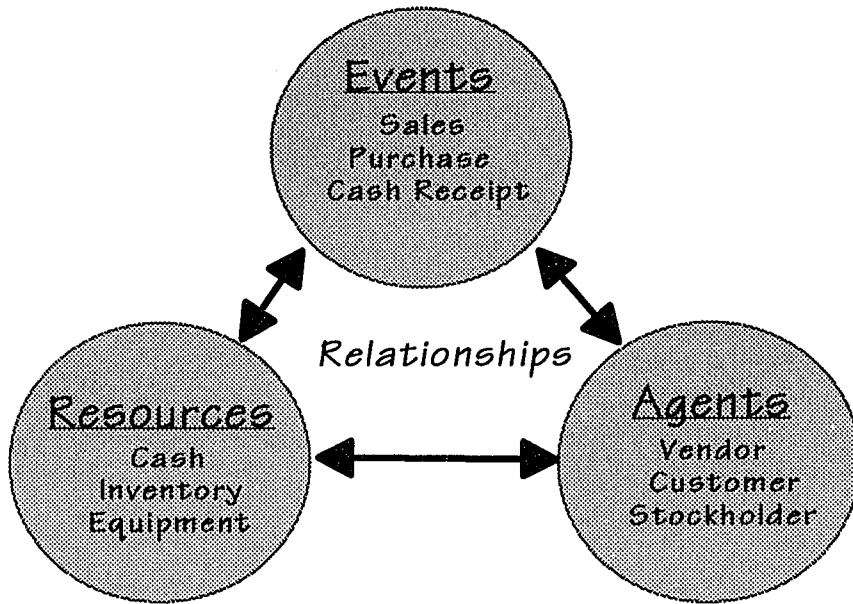 Events
Sales
Purchase
Cash Receipt
Relationships
Resources
Cash
Inventory
Equipment
Agents
Vendor
Customer
Stockholder